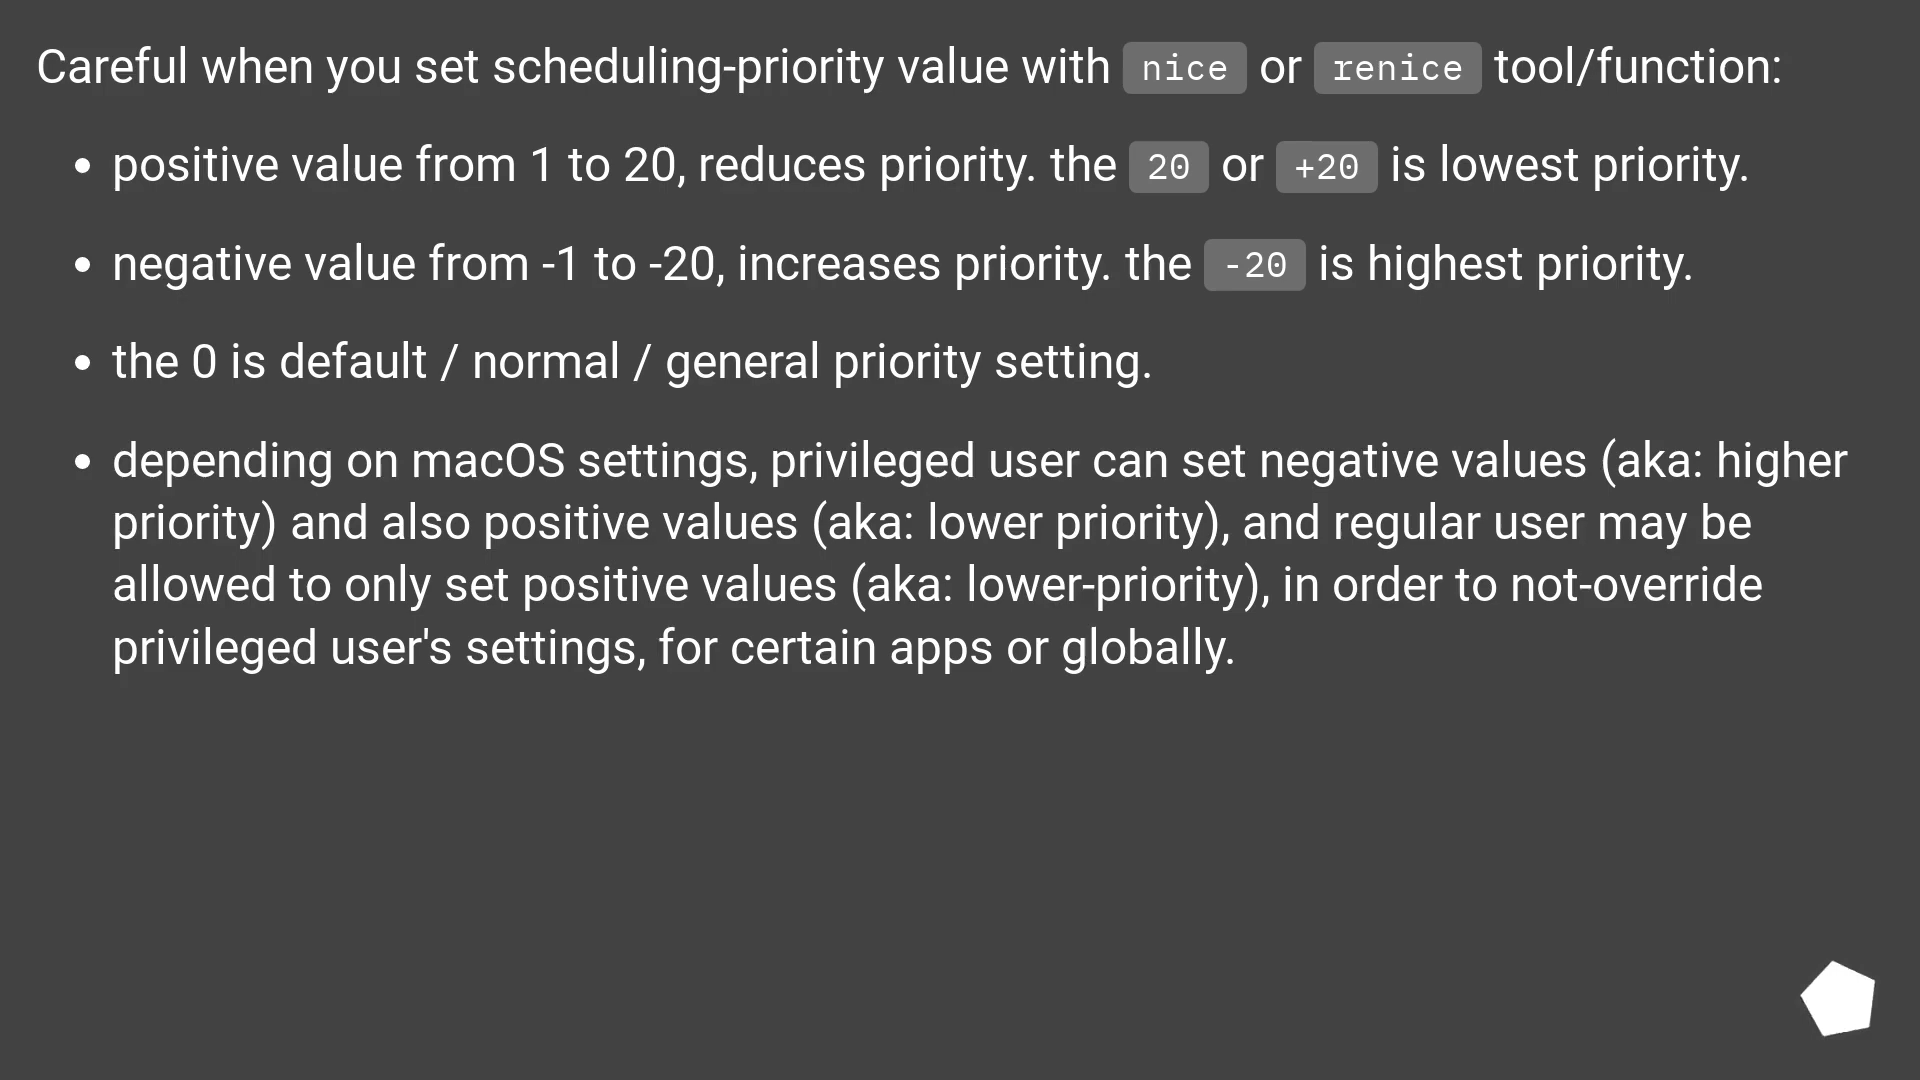 Careful when you set scheduling-priority value with nice or renice tool/function:
• positive value from 1 to 20, reduces priority. the 20 or +20 is lowest priority.
• negative value from -1 to -20, increases priority. the -20 is highest priority.
• the 0 is default / normal / general priority setting.
• depending on macOS settings, privileged user can set negative values (aka: higher
priority) and also positive values (aka: lower priority), and regular user may be
allowed to only set positive values (aka: lower-priority), in order to not-override
privileged user's settings, for certain apps or globally.